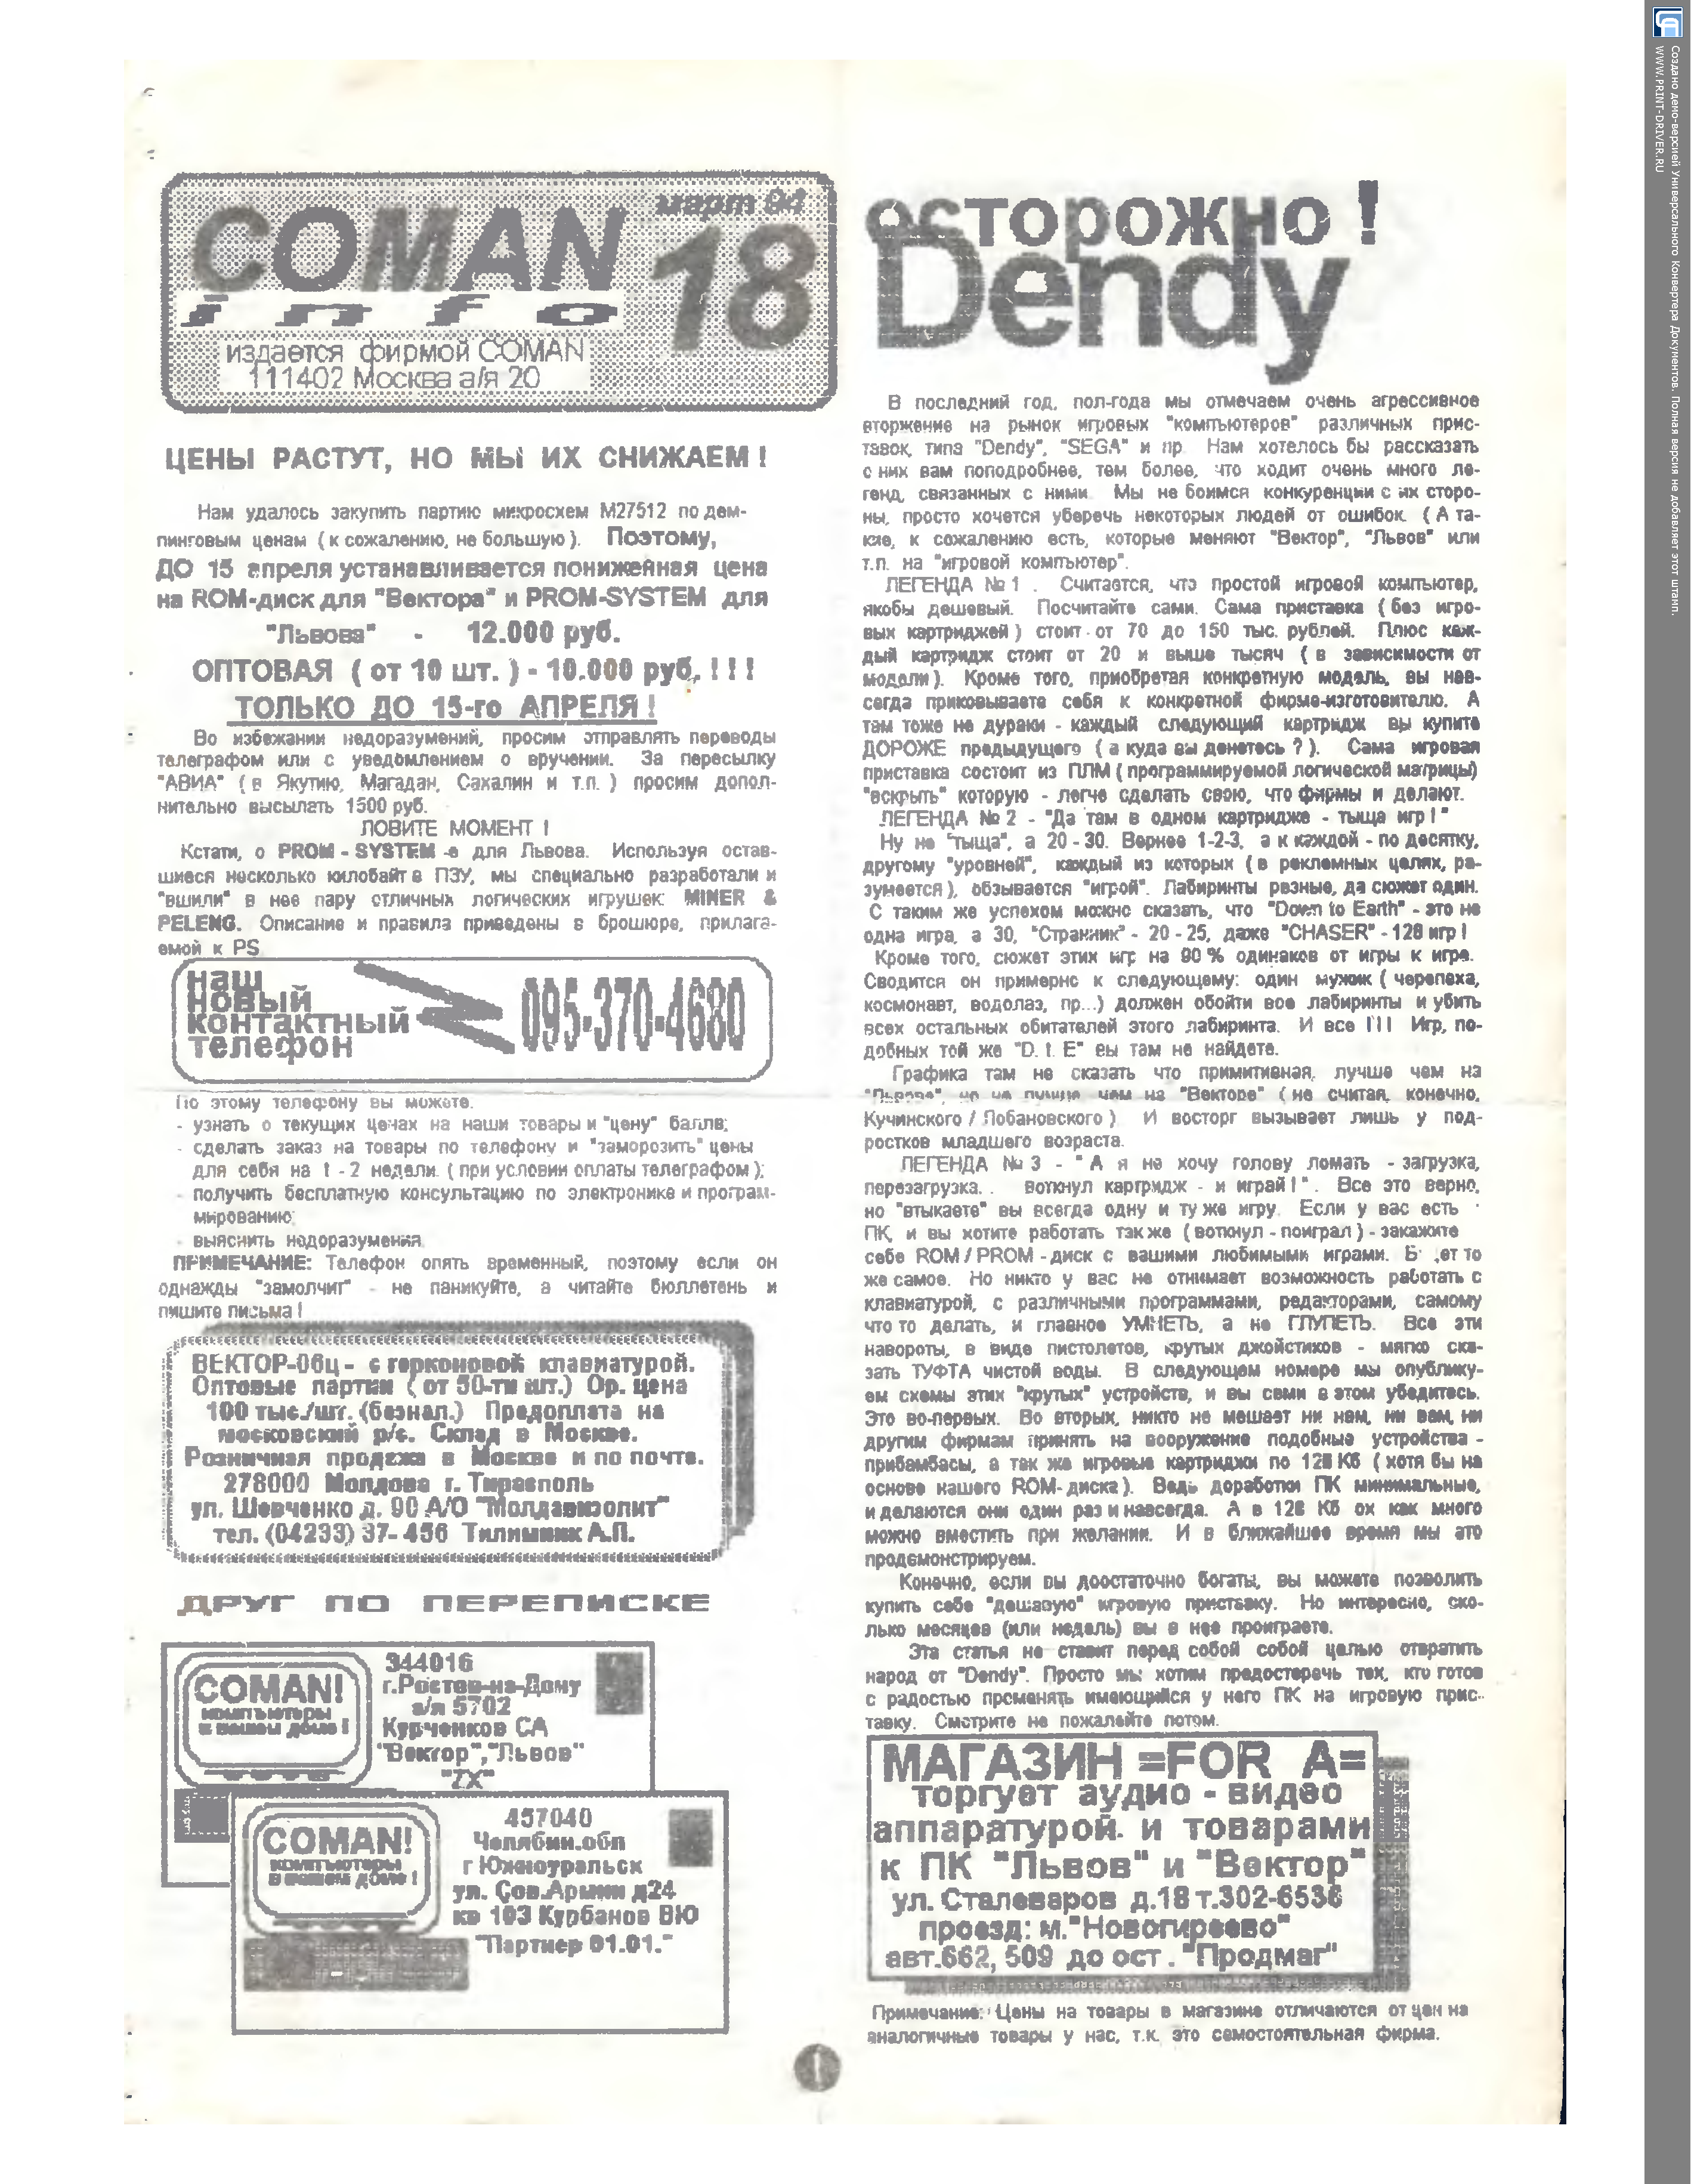 COMAN
info
март 94
18
издается фирмой COMAN
111402 Москва а/я 20
ЦЕНЫ РАСТУТ, НО МЫ ИХ СНИЖАЕМ !
Нам удалось закупить партию микросхем М27512 по дем-
пинговым ценам ( к сожалению, не большую ). Поэтому,
ДО 15 апреля устанавливается пониженная цена
на ROM-диск для "Вектора" и PROM-SYSTEM для
"Львова" - 12.000 руб.
ОПТОВАЯ ( от 10 шт. ) - 10.000 руб. ! ! !
ТОЛЬКО ДО 15-го АПРЕЛЯ !
Во избежании недоразумений, просим отправлять переводы
телеграфом или с уведомлением о вручении. За пересылку
"АВИА" ( в Якутию, Магадан, Сахалин и т.п. ) просим допол-
нительно высылать 1500 руб.
ЛОВИТЕ МОМЕНТ !
Кстати, о PROM - SYSTEM -е для Львова. Используя остав-
шиеся несколько килобайт в ПЗУ, мы специально разработали и
"вшили" в нее пару отличных логических игрушек: MINER &
PELENG. Описание и правила приведены в брошюре, прилага-
емой к PS
наш
новый
контактный
телефон
095-370-4680
По этому телефону вы можете.
- узнать о текущих ценах на наши товары и "цену" балла;
- сделать заказ на товары по телефону и "заморозить" цены
для себя на 1 - 2 недели. ( при условии оплаты телеграфом );
- получить бесплатную консультацию по электронике и програм-
мированию;
- выяснить недоразумения.
ПРИМЕЧАНИЕ: Телефон опять временный, поэтому если он
однажды "замолчит" - не паникуйте, а читайте бюллетень и
пишите письма !
ВЕКТОР-06ц - с герконовой клавиатурой.
Оптовые партии ( от 50-ти шт.) Ор. цена
100 тыс./шт. (безнал.) Предоплата на
московский р/с. Склад в Москве.
Розничная продажа в Москве и по почте.
278000 Молдова г. Тирасполь
ул. Шевченко д. 90 А/О "Молдавизолит"
тел. (04233) 37- 456 Тилишник А.П.
ДРУГ ПО ПЕРЕПИСКЕ
COMAN!
компьютеры
в вашем доме !
344016
г.Ростов-на-Дону
а/я 5702
Курченков СА
"Вектор","Львов"
"ZX"
COMAN!
компьютеры
в вашем доме !
457040
Челябин.обл
г Южноуральск
ул. Сов.Армии д24
кв 103 Курбанов ВЮ
"Партнер 01.01."
осторожно !
Dendy
В последний год, пол-года мы отмечаем очень агрессивное
вторжение на рынок игровых "компьютеров" различных прис-
тавок, типа "Dendy", "SEGA" и пр. Нам хотелось бы рассказать
о них вам поподробнее, тем более, что ходит очень много ле-
генд, связанных с ними. Мы не боимся конкуренции с их сторо-
ны, просто хочется уберечь некоторых людей от ошибок. ( А та-
кие, к сожалению есть, которые меняют "Вектор", "Львов" или
т.п. на "игровой компьютер".
ЛЕГЕНДА № 1 . Считается, что простой игровой компьютер,
якобы дешевый. Посчитайте сами. Сама приставка ( без игро-
вых картриджей ) стоит от 70 до 150 тыс. рублей. Плюс каж-
дый картридж стоит от 20 и выше тысяч ( в зависимости от
модели ). Кроме того, приобретая конкретную модель, вы нав-
сегда приковываете себя к конкретной фирме-изготовителю. А
там тоже не дураки - каждый следующий картридж вы купите
ДОРОЖЕ предыдущего ( а куда вы денетесь ? ). Сама игровая
приставка состоит из ПЛМ ( программируемой логической матрицы)
"вскрыть" которую - легче сделать свою, что фирмы и делают.
ЛЕГЕНДА № 2 - "Да там в одном картридже - тыща игр ! "
Ну не "тыща", а 20 - 30. Вернее 1-2-3, а к каждой - по десятку,
другому "уровней", каждый из которых ( в рекламных целях, ра-
зумеется ), обзывается "игрой". Лабиринты разные, да сюжет один.
С таким же успехом можно сказать, что "Down to Earth" - это не
одна игра, а 30, "Странник" - 20 - 25, даже "CHASER" - 128 игр !
Кроме того, сюжет этих игр на 90 % одинаков от игры к игре.
Сводится он примерно к следующему: один мужик ( черепаха,
космонавт, водолаз, пр...) должен обойти все лабиринты и убить
всех остальных обитателей этого лабиринта. И все ! ! ! Игр, по-
добных той же "D. t. E" вы там не найдете.
Графика там не сказать что примитивная, лучше чем на
"Львове", но не лучше чем на "Векторе" ( не считая, конечно,
Кучинского / Лобановского ) И восторг вызывает лишь у под-
ростков младшего возраста.
ЛЕГЕНДА № 3 - " А я не хочу голову ломать - загрузка,
перезагрузка. . воткнул картридж - и играй ! " . Все это верно,
но "втыкаете" вы всегда одну и ту же игру. Если у вас есть
ПК, и вы хотите работать также ( воткнул - поиграл ) - закажите
себе ROM / PROM - диск с вашими любимыми играми. то
же самое. Но никто у вас не отнимает возможность работать с
клавиатурой, с различными программами, редакторами, самому
что то делать, и главное УМНЕТЬ, а не ГЛУПЕТЬ. Все эти
навороты, в виде пистолетов, крутых джойстиков - мягко ска-
зать ТУФТА чистой воды. В следующем номере мы опублику-
ем схемы этих "крутых" устройств, и вы сами в этом убедитесь.
Это во-первых. Во вторых, никто не мешает ни нам, ни вам, ни
другим фирмам принять на вооружение подобные устройства -
прибамбасы, а так же игровые картриджи по 128 Кб ( хотя бы на
основе нашего ROM-диска ). Ведь доработки ПК минимальные,
и делаются они один раз и навсегда. А в 128 Кб ох как много
можно вместить при желании. И в ближайшее время мы это
продемонстрируем.
Конечно, если вы доостаточно богаты, вы можете позволить
купить себе "дешавую" игровую приставку. Но интересно, ско-
лько месяцев (или недель) вы в нее проиграете.
Эта статья не ставит перед собой собой целью отвратить
народ от "Dendy". Просто мы хотим предостеречь тех, кто готов
с радостью променять имеющийся у него ПК на игровую прис-
тавку. Смотрите не пожалейте потом.
МАГАЗИН =FOR A=
торгует аудио - видео
аппаратурой и товарами
к ПК "Львов" и "Вектор"
ул. Сталеваров д.18 т.302-6536
проезд: м."Новогиреево"
авт.662, 509 до ост . "Продмаг"
Примечание: Цены на товары в магазине отличаются от цен на
аналогичные товары у нас, т.к. это самостоятельная фирма.
1
Создано демо-версией Универсального Конвертера Документов. Полная версия не добавляет этот штамп.
WWW.PRINT-DRIVER.RU